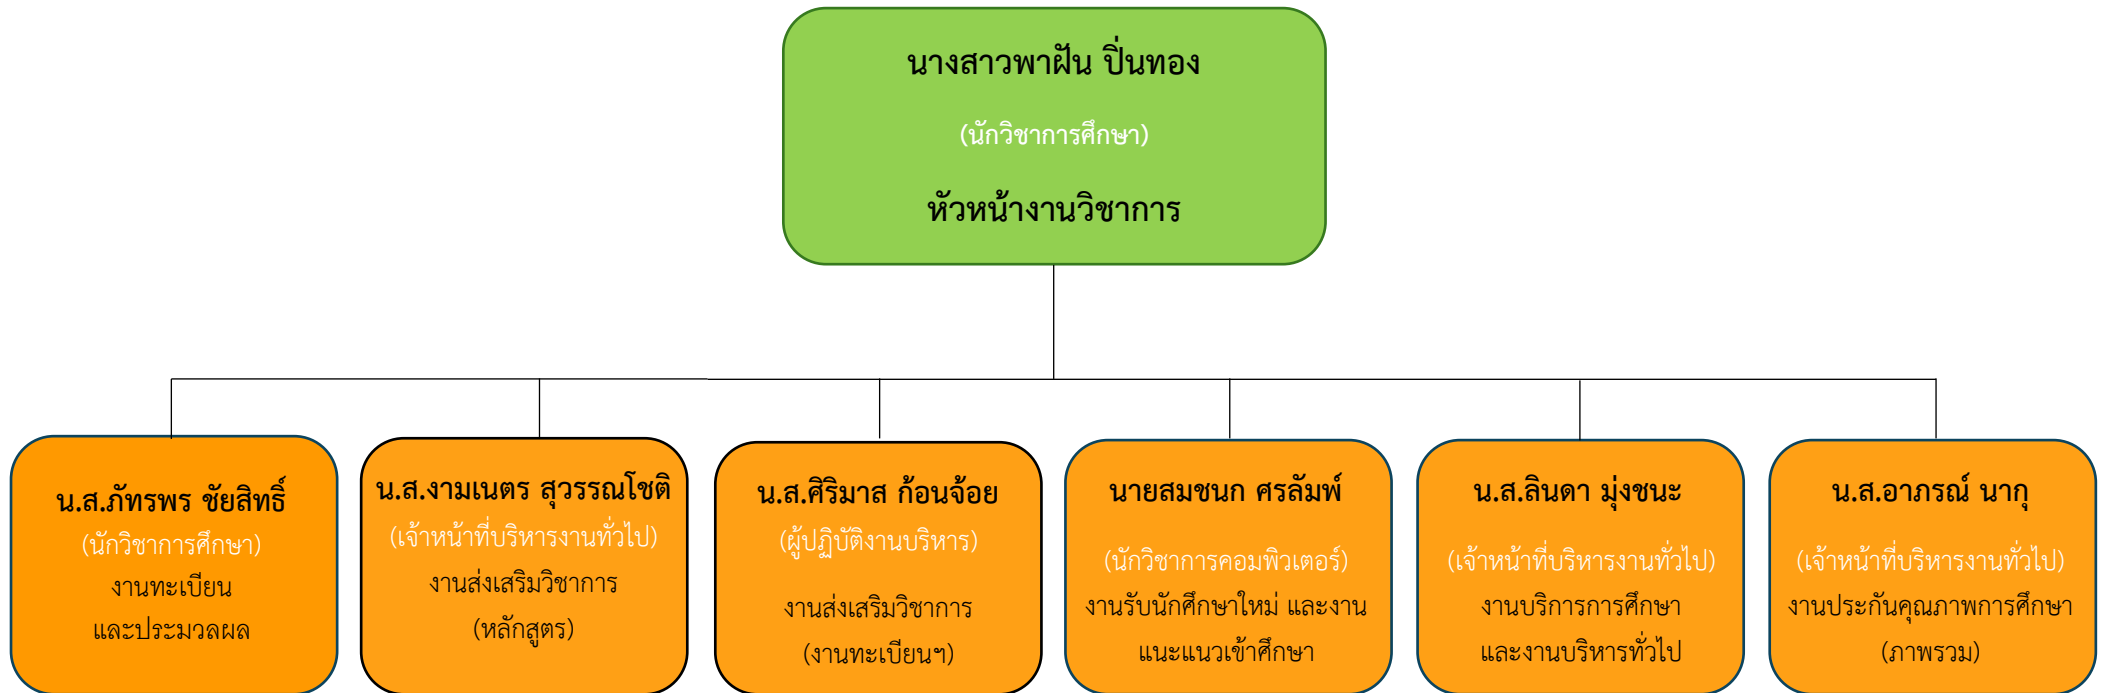 นางสาวพาฝัน ปิ่นทอง
(นักวิชาการศึกษา)
หัวหน้างานวิชาการ
น.ส.ภัทรพร ชัยสิทธิ์
(นักวิชาการศึกษา)
งานทะเบียน
และประมวลผล
น.ส.งามเนตร สุวรรณโชติ
(เจ้าหน้าที่บริหารงานทั่วไป)
งานส่งเสริมวิชาการ
(หลักสูตร)
น.ส.ศิริมาส ก้อนจ้อย
(ผู้ปฏิบัติงานบริหาร)
งานส่งเสริมวิชาการ
(งานทะเบียนฯ)
นายสมชนก ศรลัมพ์
(นักวิชาการคอมพิวเตอร์)
งานรับนักศึกษาใหม่ และงาน
แนะแนวเข้าศึกษา
น.ส.ลินดา มุ่งชนะ
(เจ้าหน้าที่บริหารงานทั่วไป)
งานบริการการศึกษา
และงานบริหารทั่วไป
น.ส.อาภรณ์ นากุ
(เจ้าหน้าที่บริหารงานทั่วไป)
งานประกันคุณภาพการศึกษา
(ภาพรวม)